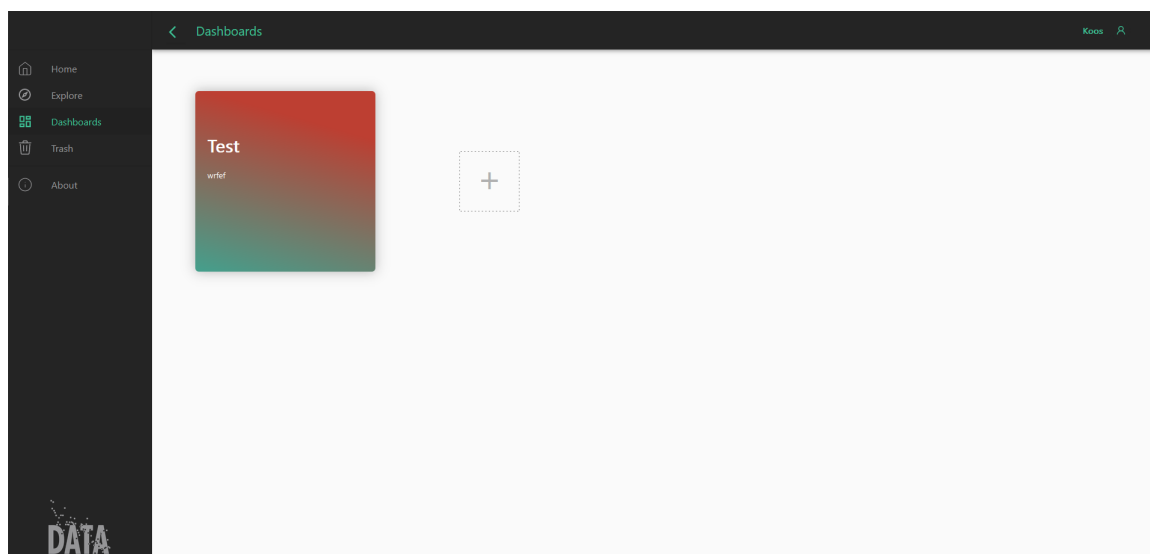 Dashboards
Koos
Home
Explore
Dashboards
Trash
About
Test
wrfef
DATA